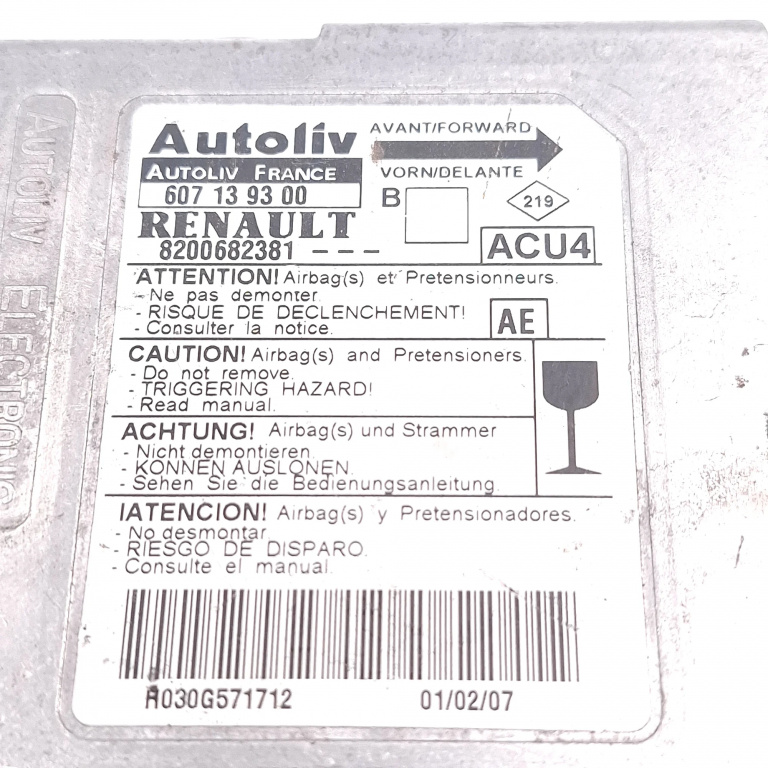 AUTOLIV ELECTRONIC
Autoliv
AVANT/FORWARD
AUTOLIV FRANCE
VORN/DELANTE
607 13 93 00
B
219
RENAULT
8200682381 - - -
ACU4
ATTENTION! Airbag(s) et Pretensionneurs.
- Ne pas demonter.
- RISQUE DE DECLENCHEMENT!
- Consulter la notice.
AE
CAUTION! Airbag(s) and Pretensioners.
- Do not remove.
- TRIGGERING HAZARD!
- Read manual.
ACHTUNG! Airbag(s) und Strammer
- Nicht demontieren.
- KONNEN AUSLONEN.
- Sehen Sie die Bedienungsanleitung.
IATENCION! Airbag(s) y Pretensionadores.
- No desmontar.
- RIESGO DE DISPARO.
- Consulte el manual.
R030G571712
01/02/07